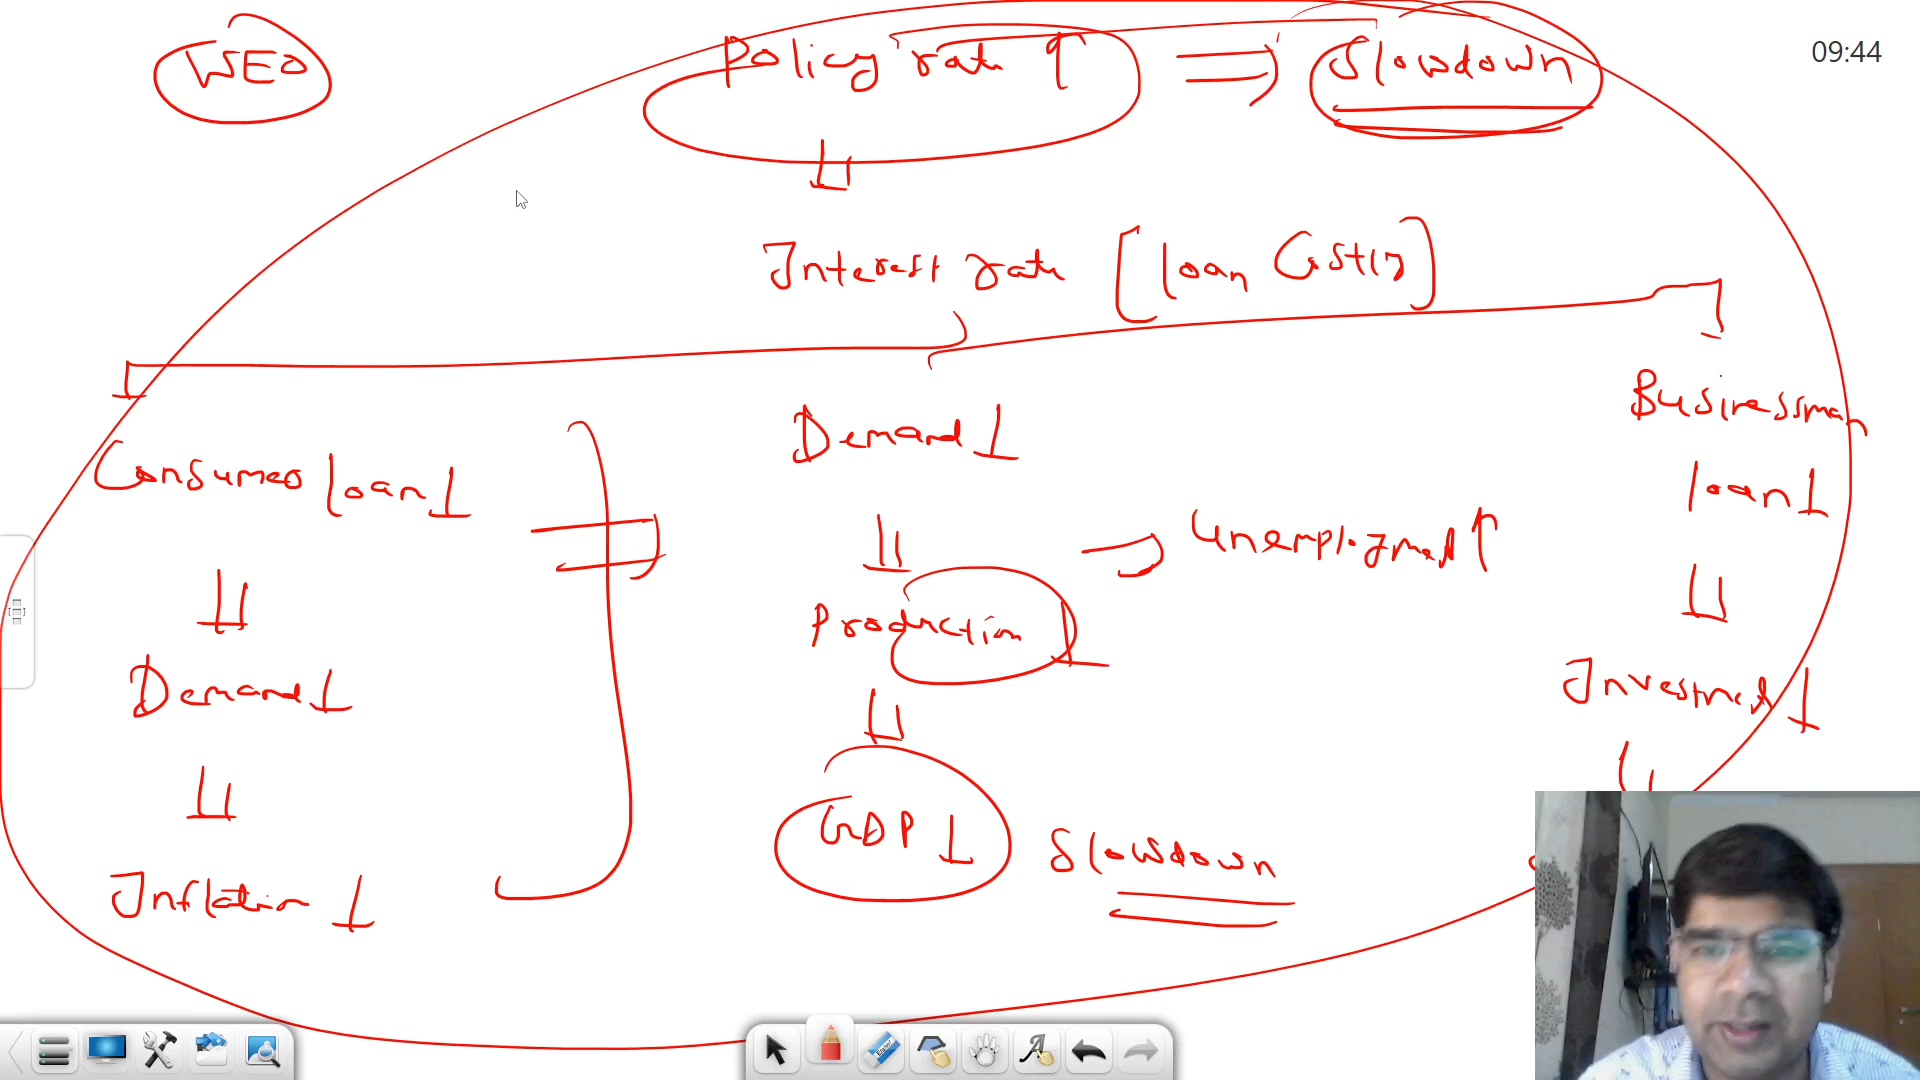 WEO
Policy rate ↑ ⇒ Slowdown
09:44
Interest rate [loan Costly]
Businessman
loan ↓
Investment ↓
Consumer loan ↓
Demand ↓
Inflation ↓
Demand ↓
Production ↓
GDP ↓ Slowdown
⇒ Unemployment ↑
Eraser